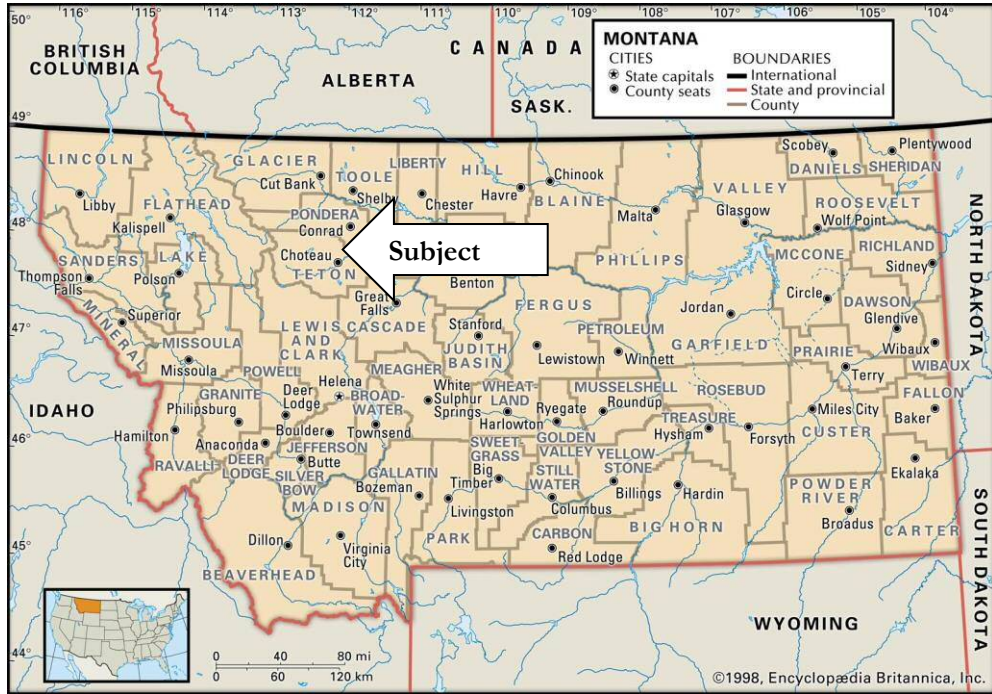 116° 115° 114° 113° 112° 111° 110° 109° 108° 107° 106° 105° 104°
50°
BRITISH
COLUMBIA
ALBERTA
CANADA
SASK.
MONTANA
CITIES
State capitals
County seats
BOUNDARIES
International
State and provincial
County
49°
LINCOLN
Libby
FLATHEAD
Kalispell
GLACIER
Cut Bank
TOOLE
Shelby
LIBERTY
Chester
HILL
Havre
Chinook
BLAINE
Malta
PHILLIPS
VALLEY
Glasgow
Scobey
DANIELS
Plentywood
SHERIDAN
ROOSEVELT
Wolf Point
48°
SANDERS
Thompson
Falls
LAKE
Polson
PONDERA
Conrad
Choteau
TETON
Subject
Great
Falls
Benton
FERGUS
Lewistown
PETROLEUM
Winnett
GARFIELD
Jordan
MCCONE
Circle
RICHLAND
Sidney
DAWSON
Glendive
NORTH DAKOTA
47°
MINERAL
Superior
MISSOULA
Missoula
LEWIS
AND
CLARK
CASCADE
Stanford
JUDITH
BASIN
PRAIRIE
Terry
Wibaux
WIBAUX
IDAHO
POWELL
Deer
Lodge
GRANITE
Philipsburg
Helena
BROAD-
WATER
Townsend
MEAGHER
White
Sulphur
Springs
WHEAT-
LAND
Harlowton
Ryegate
GOLDEN
VALLEY
MUSSELSHELL
Roundup
ROSEBUD
TREASURE
Hysham
Forsyth
Miles City
CUSTER
FALLON
Baker
46°
Hamilton
RAVALLI
Anaconda
DEER
LODGE
Boulder
JEFFERSON
Butte
SILVER
BOW
MADISON
GALLATIN
Bozeman
Livingston
PARK
SWEET-
GRASS
Big
Timber
STILL
WATER
Columbus
YELLOW
STONE
Billings
Hardin
BIG HORN
POWDER
RIVER
Broadus
Ekalaka
CARTER
SOUTH DAKOTA
45°
Dillon
BEAVERHEAD
Virginia
City
CARBON
Red Lodge
WYOMING
44°
0 40 80 mi
0 60 120 km
©1998, Encyclopædia Britannica, Inc.